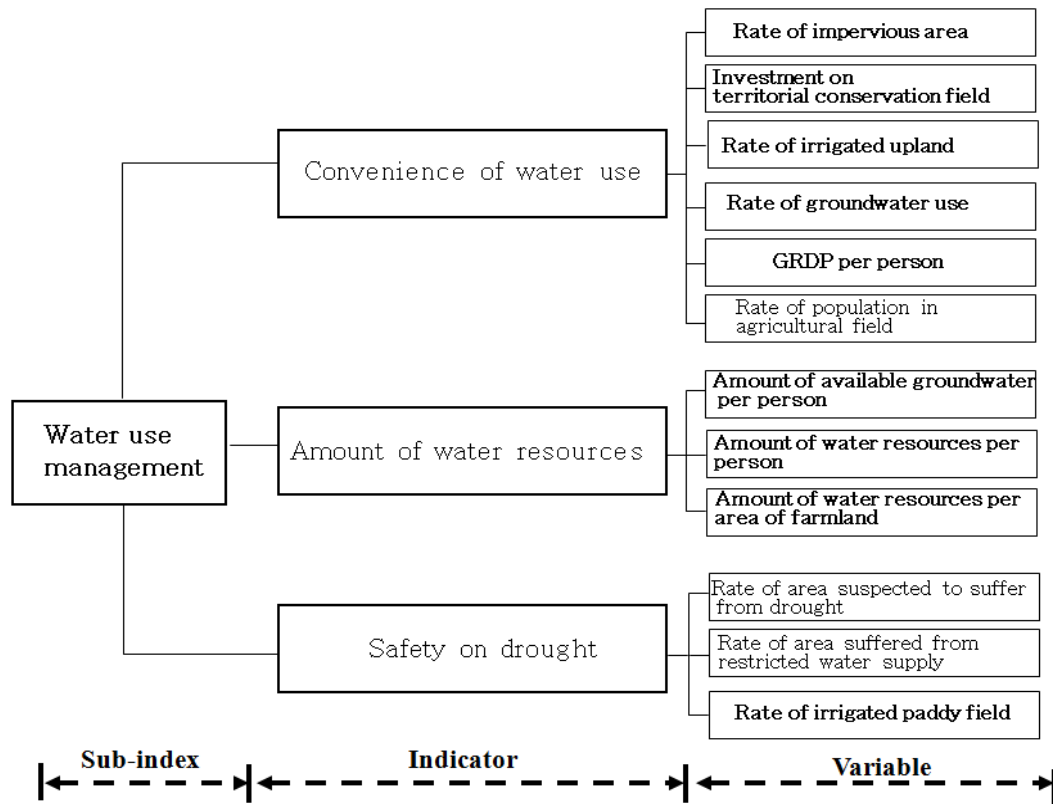 Rate of impervious area
Investment on
territorial conservation field
Rate of irrigated upland
Convenience of water use
Rate of groundwater use
GRDP per person
Rate of population in
agricultural field
Amount of available groundwater
per person
Water use
management
Amount of water resources
Amount of water resources per
person
Amount of water resources per
area of farmland
Rate of area suspected to suffer
from drought
Safety on drought
Rate of area suffered from
restricted water supply
Rate of irrigated paddy field
Sub-index
Indicator
Variable